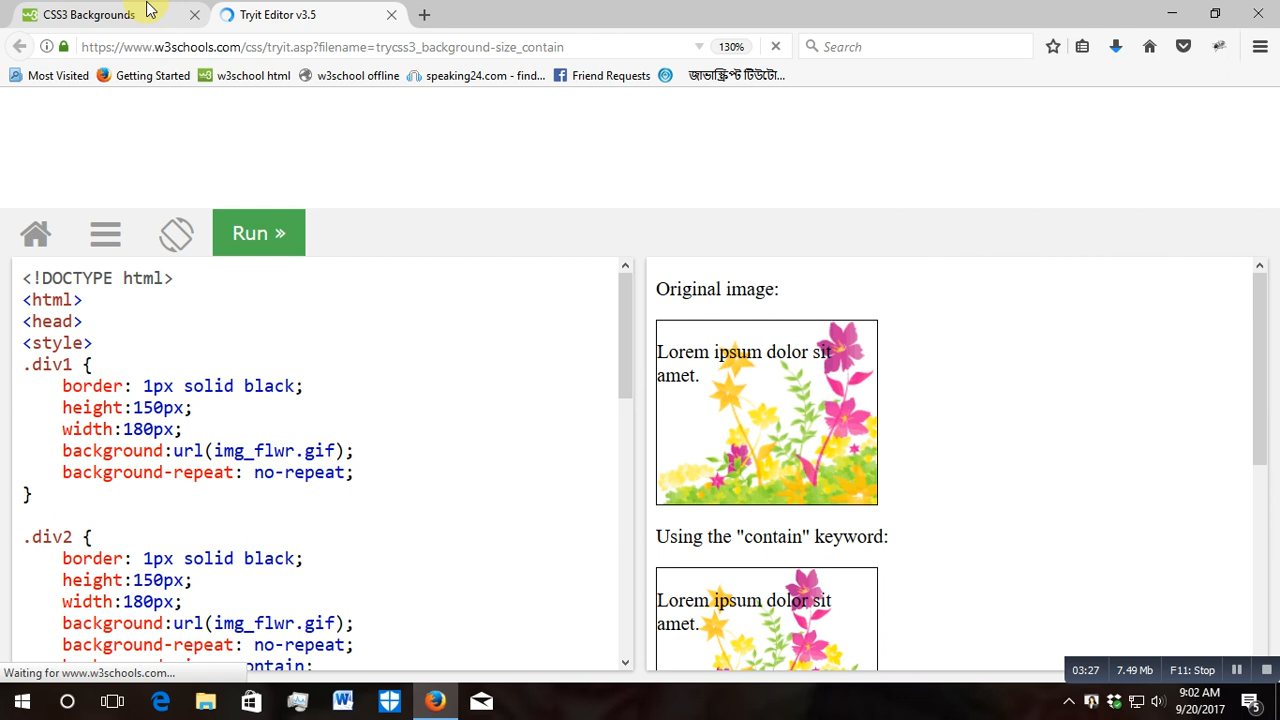 CSS3 Backgrounds
Tryit Editor v3.5
https://www.w3schools.com/css/tryit.asp?filename=trycss3_background-size_contain
130%
Search
Most Visited
Getting Started
w3school html
w3school offline
speaking24.com - find...
Friend Requests
জাভাস্ক্রিপ্ট টিউটো...
Run »
<!DOCTYPE html>
<html>
<head>
<style>
.div1 {
border: 1px solid black;
height:150px;
width:180px;
background:url(img_flwr.gif);
background-repeat: no-repeat;
}
.div2 {
border: 1px solid black;
height:150px;
width:180px;
background:url(img_flwr.gif);
background-repeat: no-repeat;
ontain;
Original image:
Lorem ipsum dolor sit
amet.
Using the "contain" keyword:
Lorem ipsum dolor sit
amet.
Waiting for www.w3schools.com...
03:27
7.49 Mb
F11: Stop
9:02 AM
9/20/2017
5